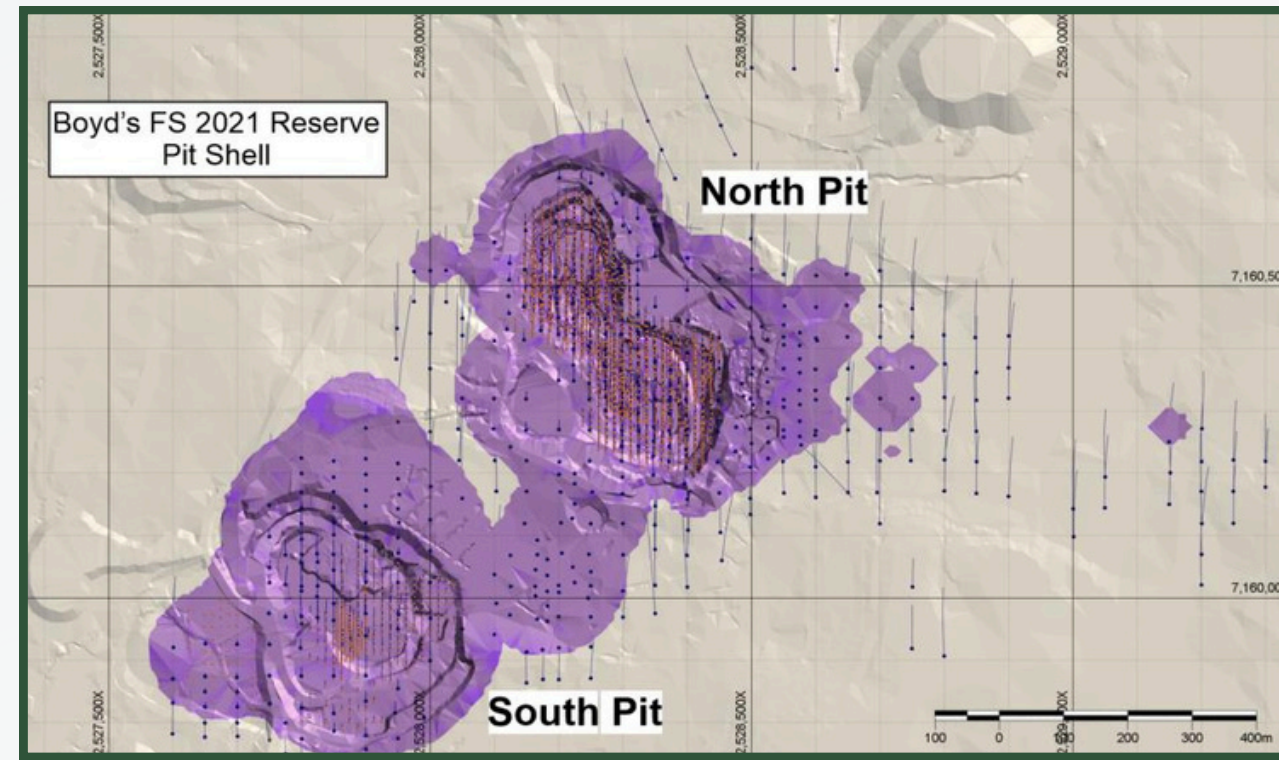 2,527,500X
2,528,000X
2,528,500X
2,529,000X
Boyd's FS 2021 Reserve
Pit Shell
North Pit
7,160,50
7,160,00
South Pit
2,527,500X
2,528,000X
2,528,500X
100 0 200 300 400m